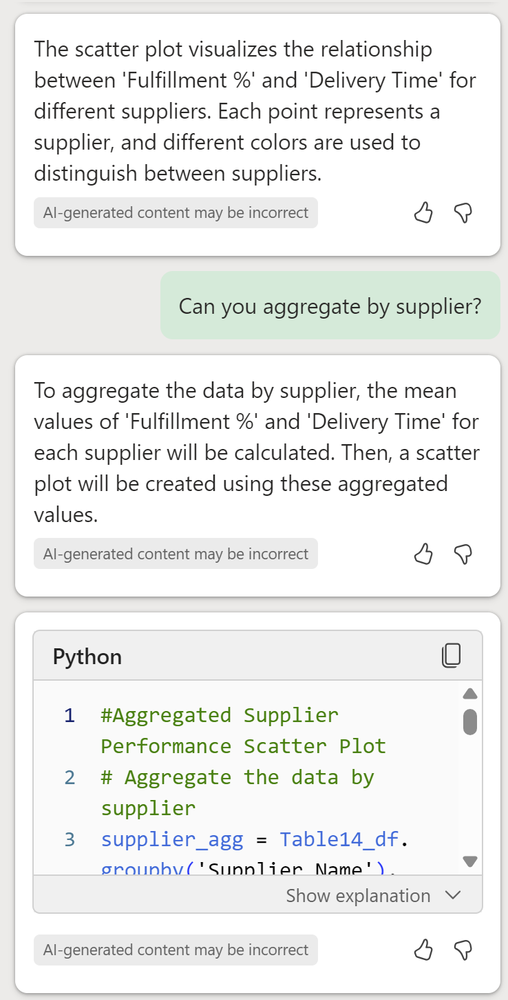 The scatter plot visualizes the relationship
between 'Fulfillment %' and 'Delivery Time' for
different suppliers. Each point represents a
supplier, and different colors are used to
distinguish between suppliers.
AI-generated content may be incorrect
Can you aggregate by supplier?
To aggregate the data by supplier, the mean
values of 'Fulfillment %' and 'Delivery Time' for
each supplier will be calculated. Then, a scatter
plot will be created using these aggregated
values.
AI-generated content may be incorrect
Python
1 #Aggregated Supplier
Performance Scatter Plot
2 # Aggregate the data by
supplier
3 supplier_agg = Table14_df.
groupby('Supplier Name').
Show explanation
AI-generated content may be incorrect